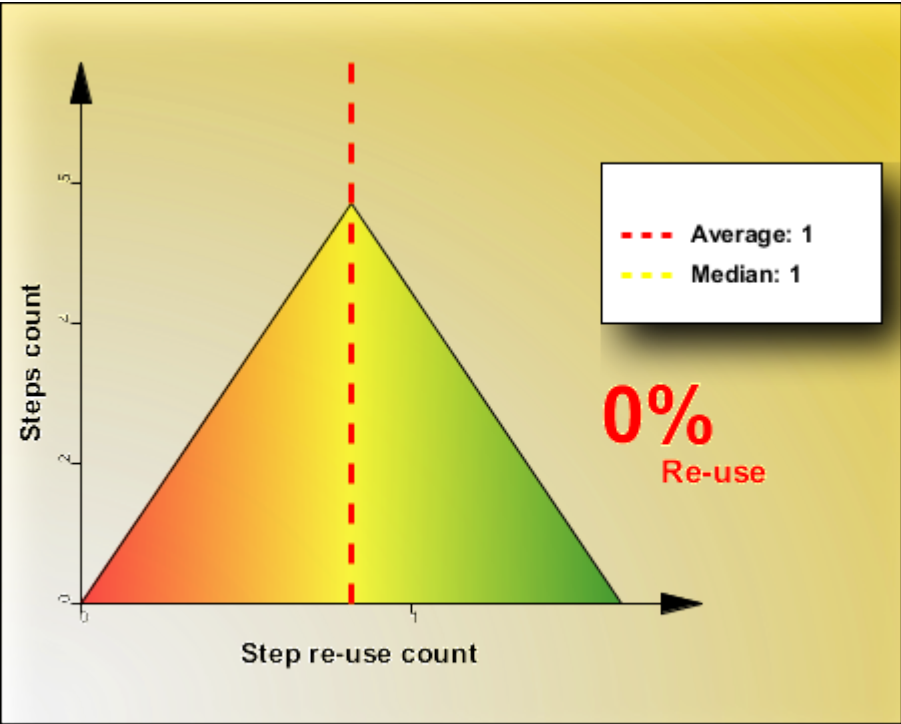 5
4
2
0
0
1
Steps count
Step re-use count
Average: 1
Median: 1
0%
Re-use